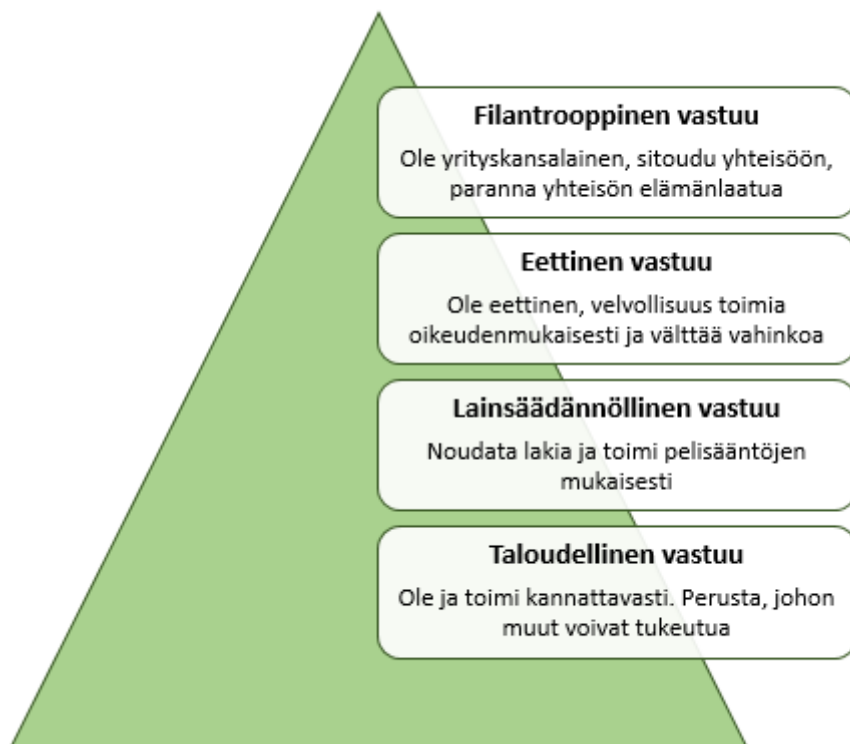 Filantrooppinen vastuu
Ole yrityskansalainen, sitoudu yhteisöön,
paranna yhteisön elämänlaatua
Eettinen vastuu
Ole eettinen, velvollisuus toimia
oikeudenmukaisesti ja välttää vahinkoa
Lainsäädännöllinen vastuu
Noudata lakia ja toimi pelisääntöjen
mukaisesti
Taloudellinen vastuu
Ole ja toimi kannattavasti. Perusta, johon
muut voivat tukeutua